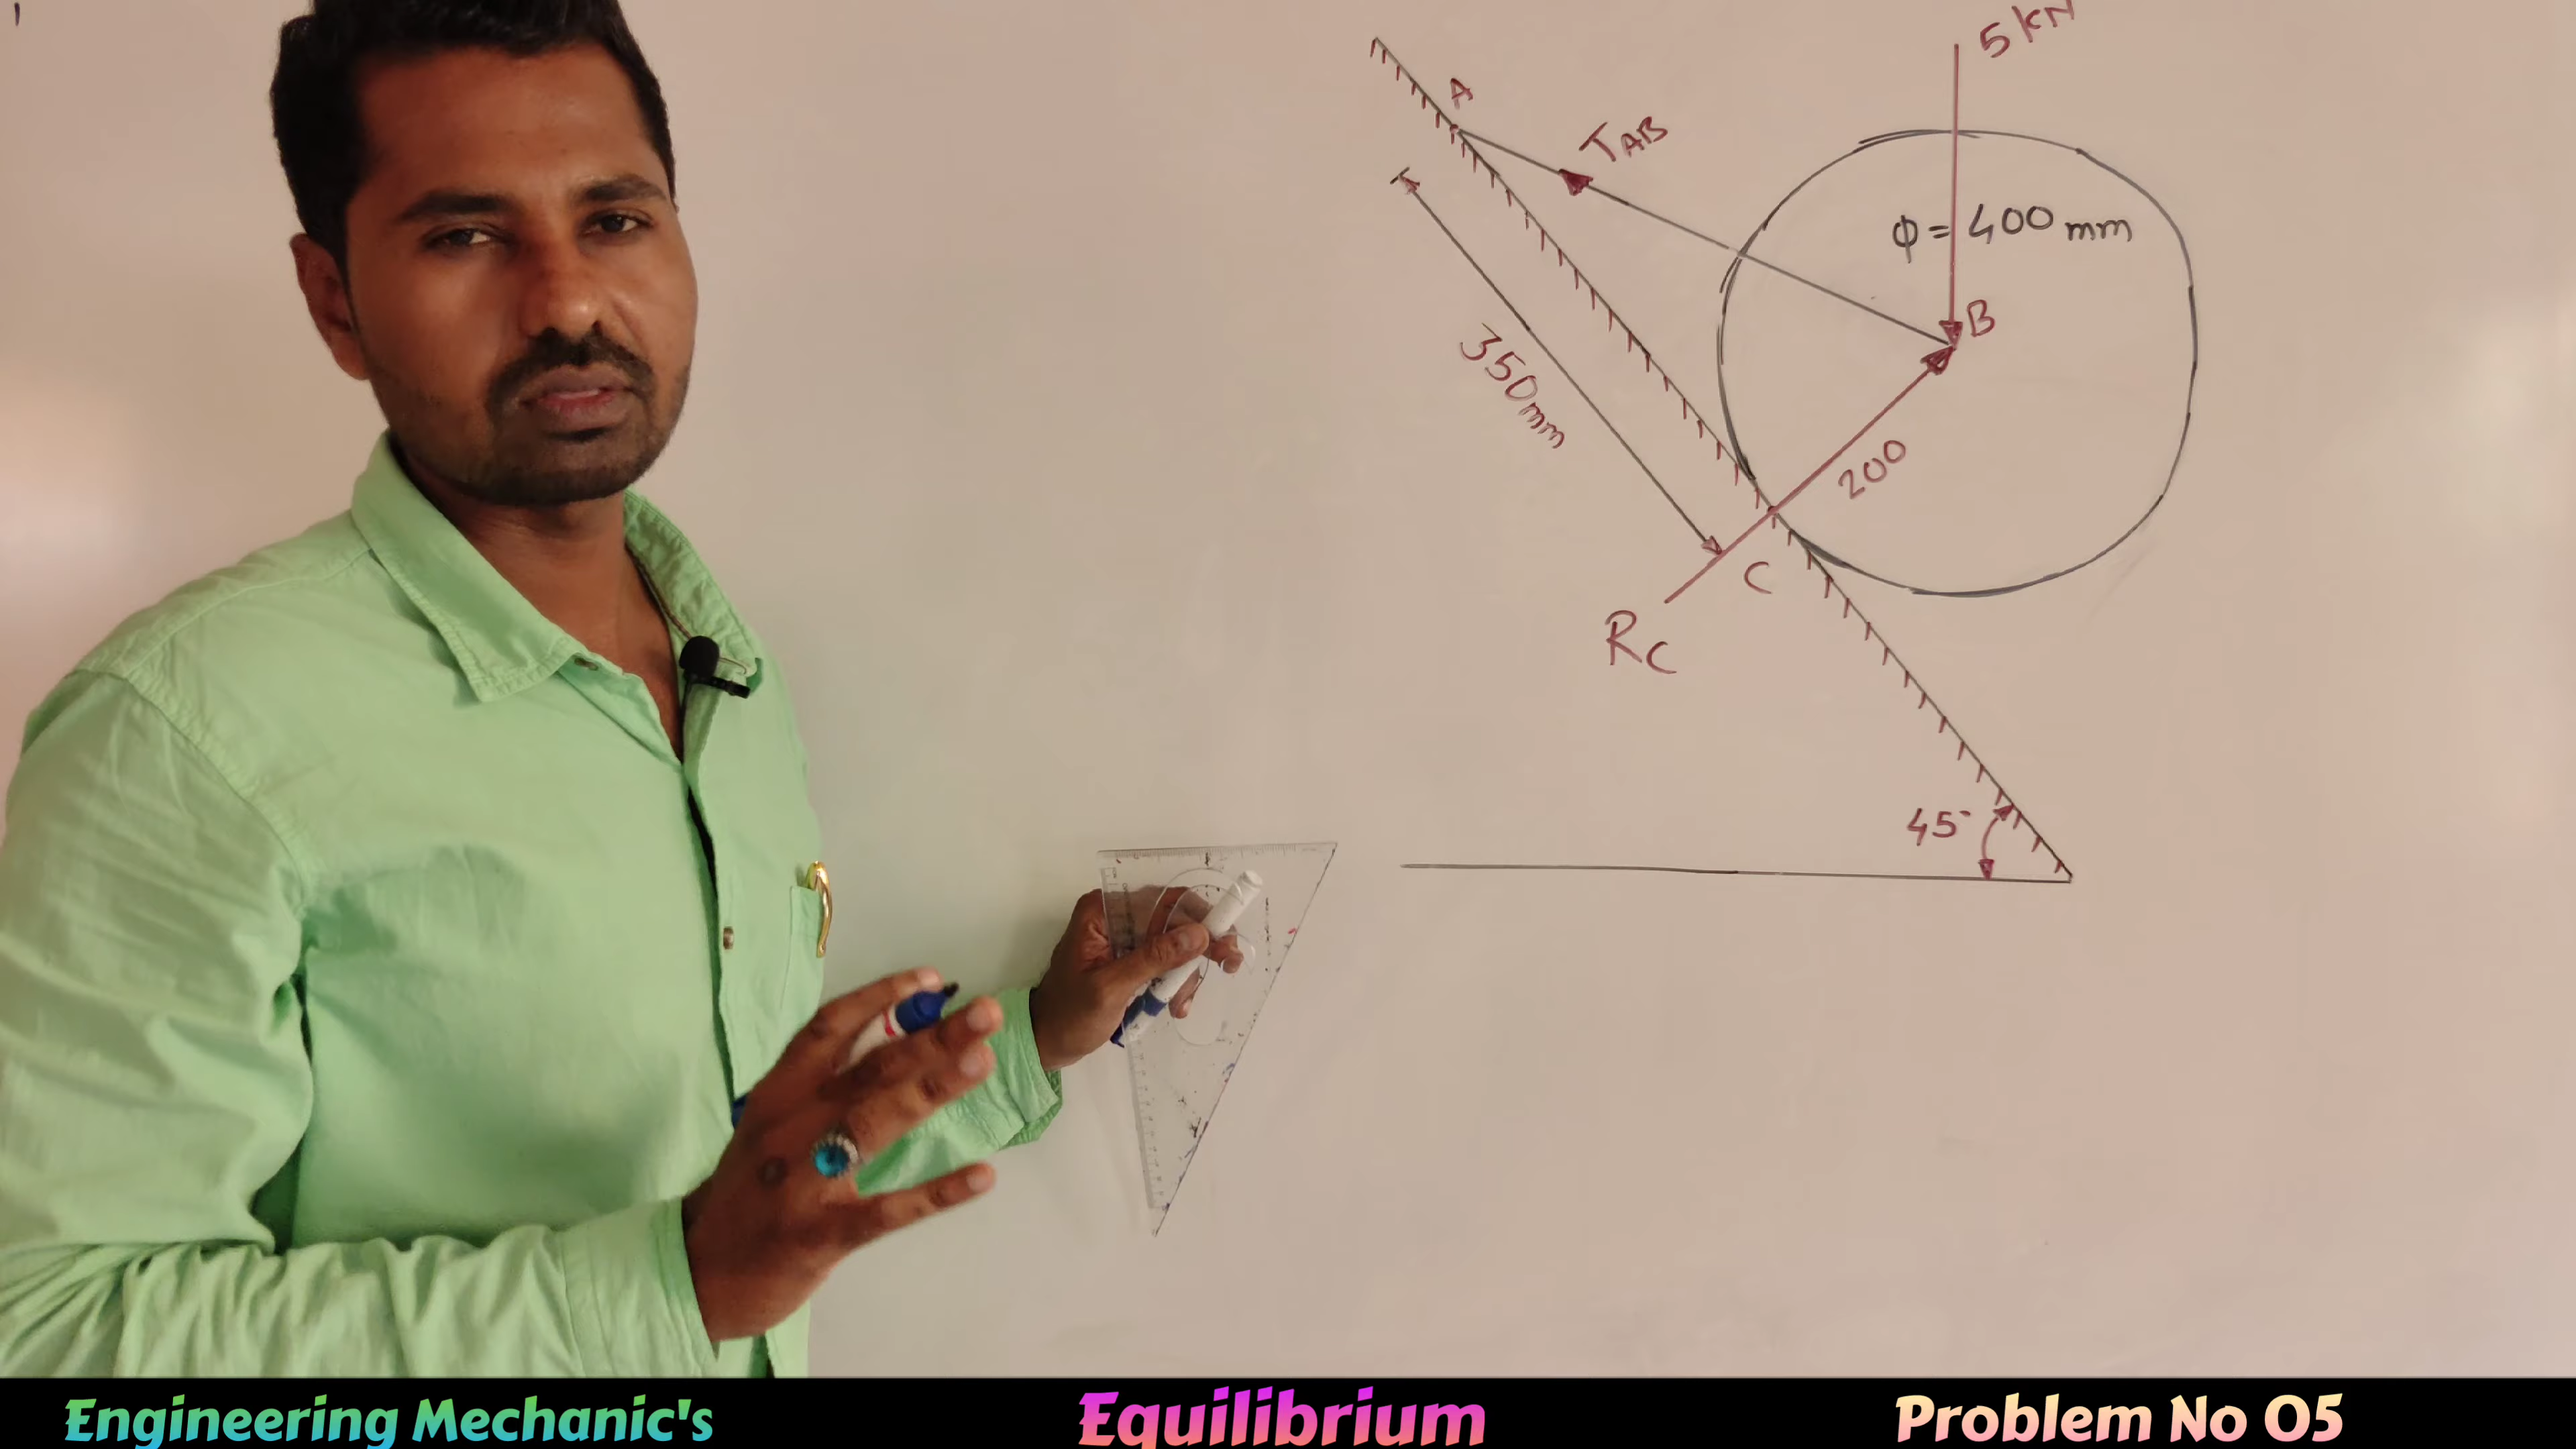 5 kN
A
TAB
φ = 400 mm
B
350mm
200
C
RC
45°
Engineering Mechanic's
Equilibrium
Problem No 05